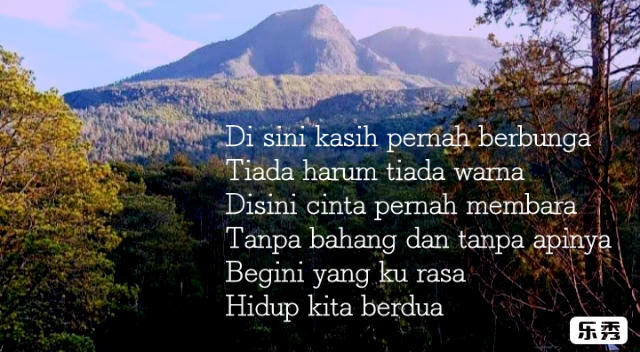 Di sini kasih pernah berbunga
Tiada harum tiada warna
Disini cinta pernah membara
Tanpa bahang dan tanpa apinya
Begini yang ku rasa
Hidup kita berdua
乐秀